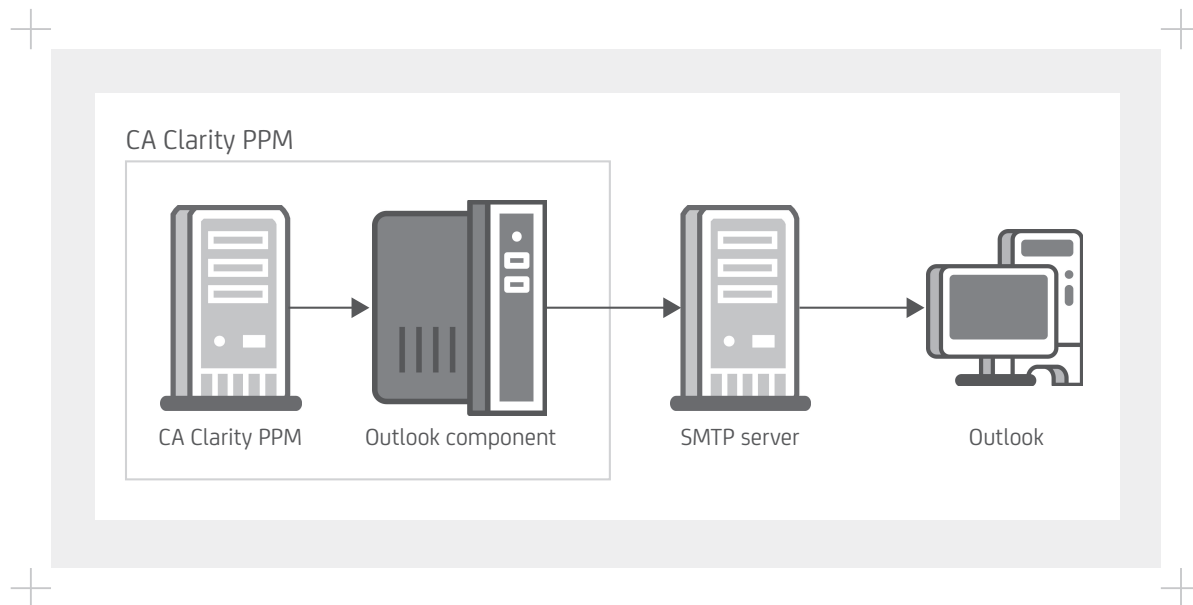 CA Clarity PPM
CA Clarity PPM
Outlook component
SMTP server
Outlook